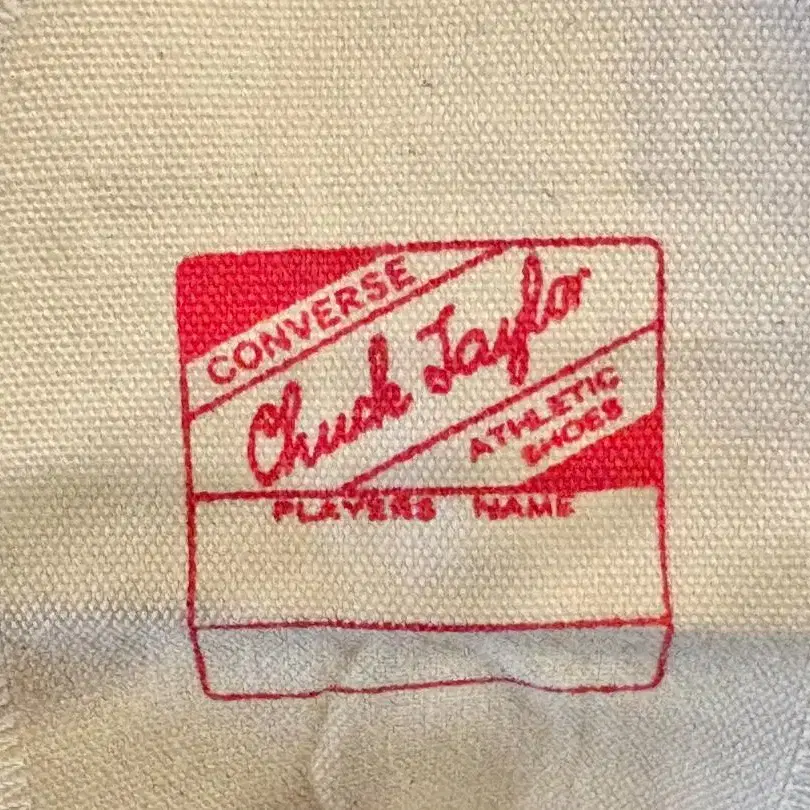 CONVERSE
Chuck Taylor
ATHLETIC
SHOES
PLAYERS NAME